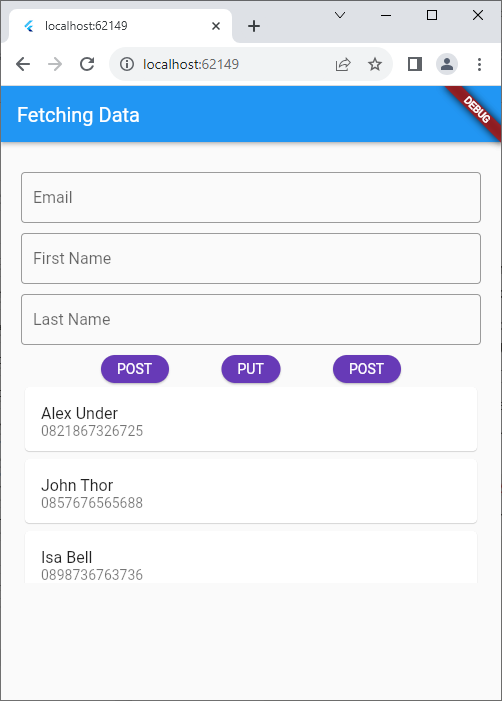 localhost:62149
localhost:62149
Fetching Data
DEBUG
Email
First Name
Last Name
POST PUT POST
Alex Under
0821867326725
John Thor
0857676565688
Isa Bell
0898736763736